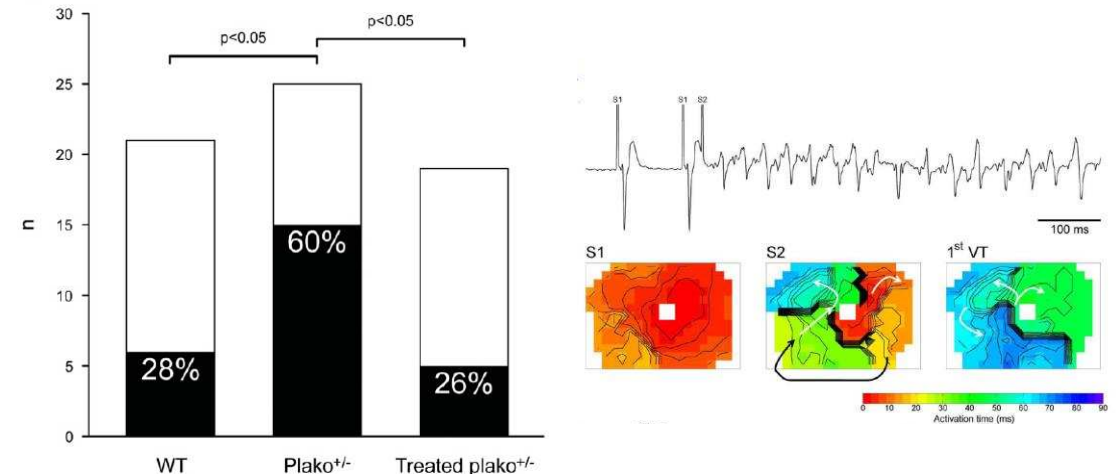 30
p<0.05
p<0.05
25
20
n
15
60%
10
28%
5
26%
0
WT
Plako+/-
Treated plako+/-
S1
S1
S2
100 ms
S1
S2
1st VT
0 10 20 30 40 50 60 70 80 90
Activation time (ms)